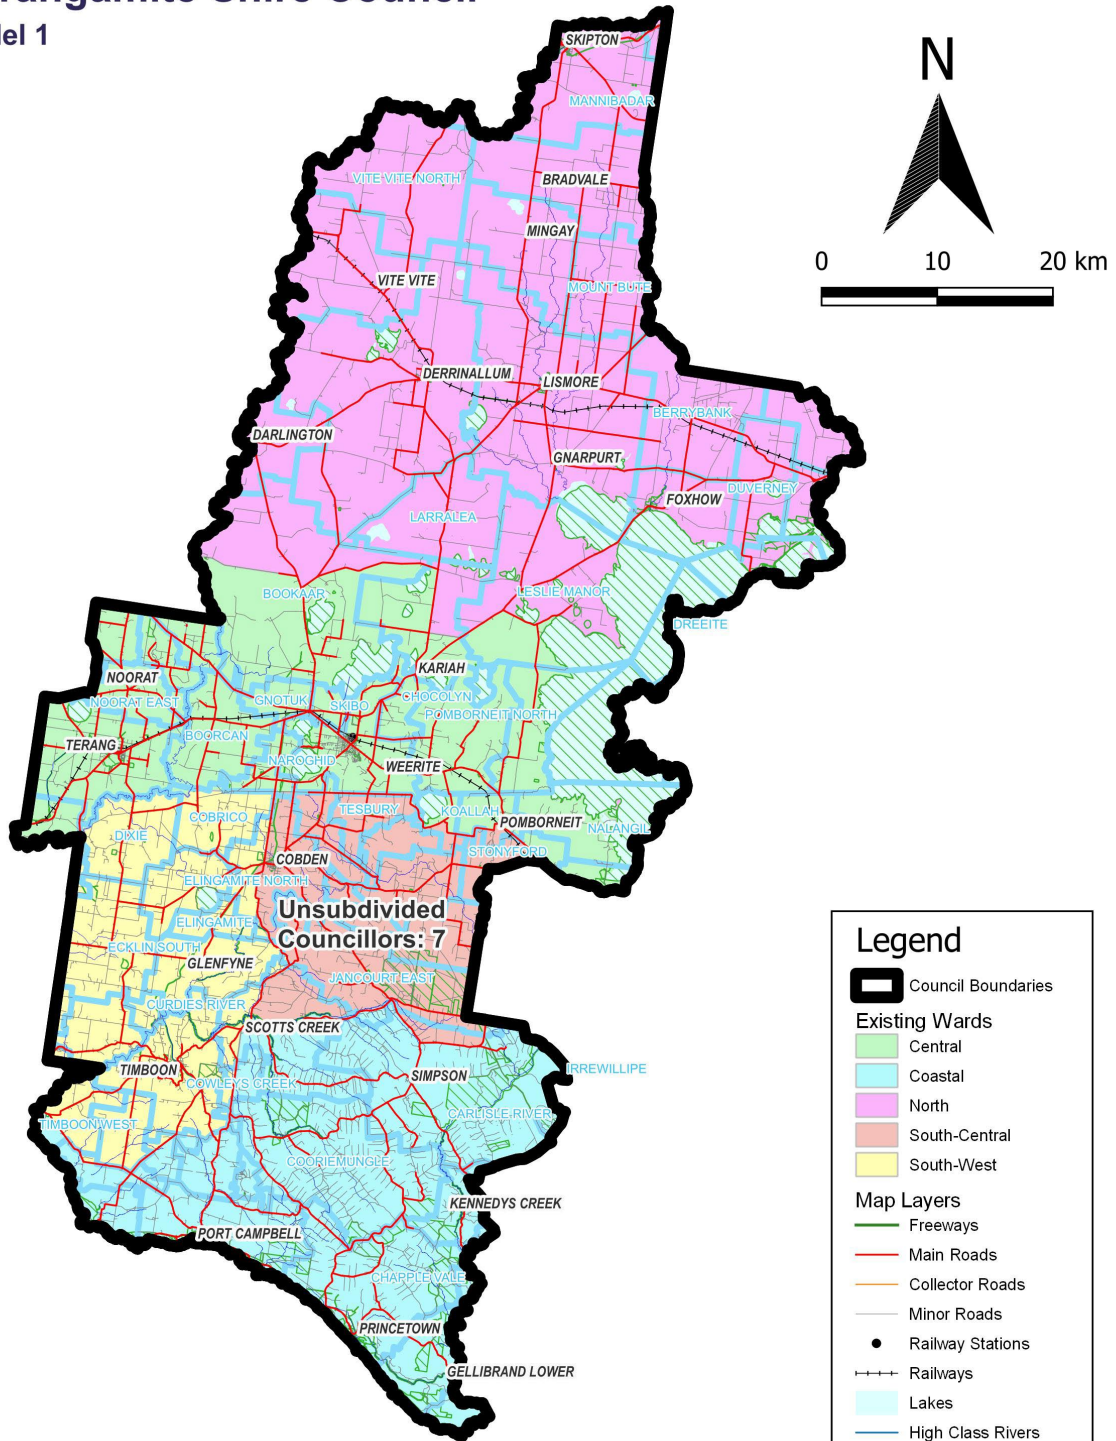 del 1
SKIPTON
MANNIBADAR
VITE VITE NORTH
BRADVALE
MINGAY
VITE VITE
MOUNT BUTE
DERRINALLUM
LISMORE
BERRYBANK
DARLINGTON
GNARPURT
DUVERNEY
FOXHOW
LARRALEA
BOOKAAR
LESLIE MANOR
DREEITE
KARIAH
NOORAT
NOORAT EAST
GNOTUK
SKIBO
CHOCOLYN
POMBORNEIT NORTH
BOORCAN
TERANG
NAROGHID
WEERITE
COBRICO
TESBURY
KOALLAH
POMBORNEIT
NALANGIL
DIXIE
STONYFORD
COBDEN
ELINGAMITE NORTH
Unsubdivided
Councillors: 7
ELINGAMITE
ECKLIN SOUTH
GLENFYNE
JANCOURT EAST
CURDIES RIVER
SCOTTS CREEK
TIMBOON
COWLEYS CREEK
SIMPSON
IRREWILLIPE
TIMBOON WEST
CARLISLE RIVER
COORIEMUNGLE
KENNEDYS CREEK
PORT CAMPBELL
CHAPPLE VALE
PRINCETOWN
GELLIBRAND LOWER
N
0 10 20 km
Legend
Council Boundaries
Existing Wards
Central
Coastal
North
South-Central
South-West
Map Layers
Freeways
Main Roads
Collector Roads
Minor Roads
Railway Stations
Railways
Lakes
High Class Rivers